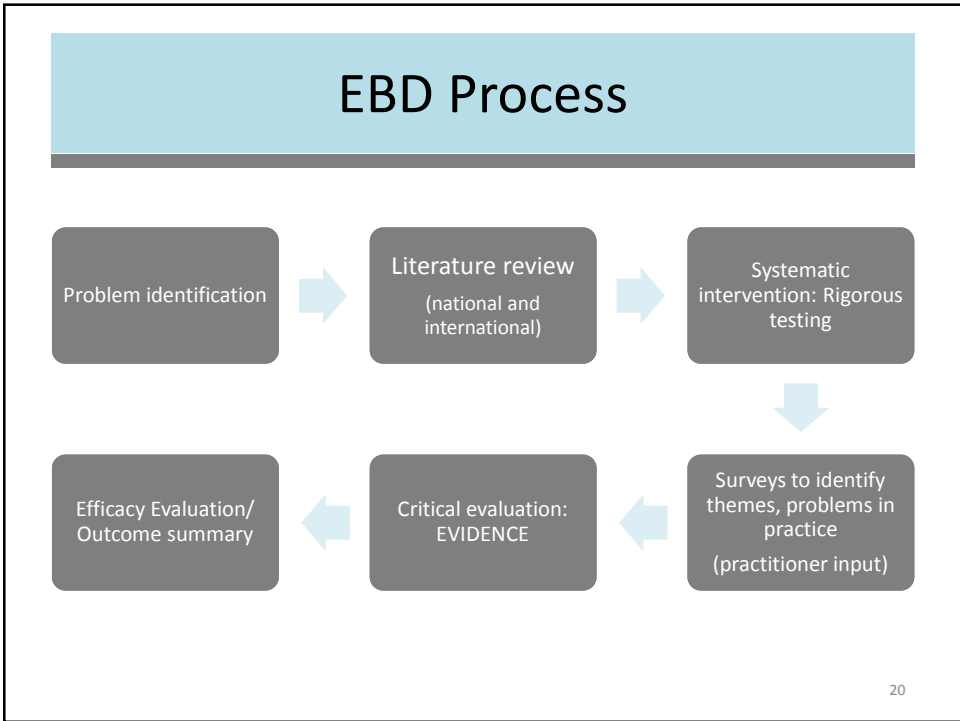 EBD Process
Problem identification
Literature review
(national and
international)
Systematic
intervention: Rigorous
testing
Surveys to identify
themes, problems in
practice
(practitioner input)
Critical evaluation:
EVIDENCE
Efficacy Evaluation/
Outcome summary
20